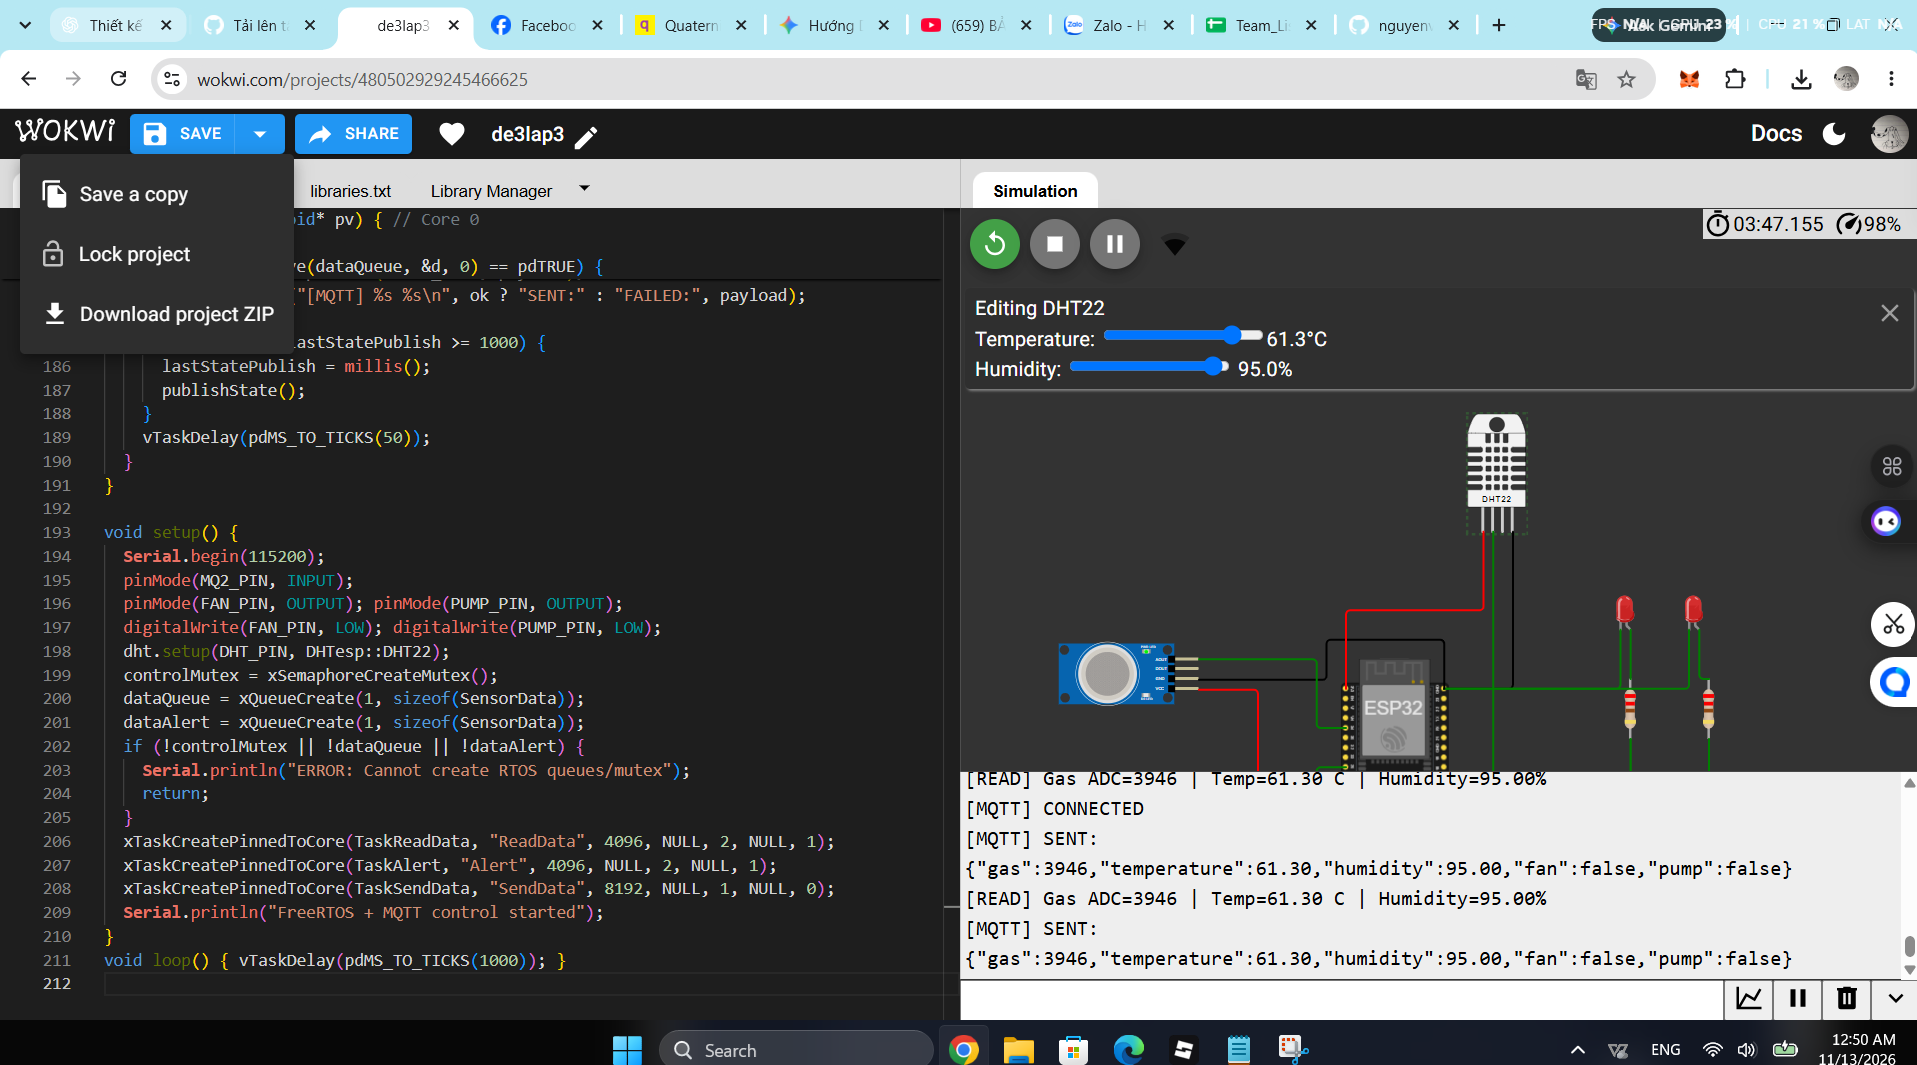 Thiết kế
Tải lên t
de3lap3
Faceboo
Quatern
Hướng D
(659) BÀ
Zalo - H
Team_Li
nguyen
Ask Gemini
FPS N/A | GPU 23 % | CPU 21 % | LAT N/A
wokwi.com/projects/480502929245466625
WOKWi
SAVE
SHARE
de3lap3
Docs
Save a copy
Lock project
Download project ZIP
libraries.txt
Library Manager
Simulation
oid* pv) { // Core 0
ve(dataQueue, &d, 0) == pdTRUE) {
("[MQTT] %s %s\n", ok ? "SENT:" : "FAILED:", payload);
astStatePublish >= 1000) {
186 lastStatePublish = millis();
187 publishState();
188 }
189 vTaskDelay(pdMS_TO_TICKS(50));
190 }
191 }
192
193 void setup() {
194 Serial.begin(115200);
195 pinMode(MQ2_PIN, INPUT);
196 pinMode(FAN_PIN, OUTPUT); pinMode(PUMP_PIN, OUTPUT);
197 digitalWrite(FAN_PIN, LOW); digitalWrite(PUMP_PIN, LOW);
198 dht.setup(DHT_PIN, DHTesp::DHT22);
199 controlMutex = xSemaphoreCreateMutex();
200 dataQueue = xQueueCreate(1, sizeof(SensorData));
201 dataAlert = xQueueCreate(1, sizeof(SensorData));
202 if (!controlMutex || !dataQueue || !dataAlert) {
203 Serial.println("ERROR: Cannot create RTOS queues/mutex");
204 return;
205 }
206 xTaskCreatePinnedToCore(TaskReadData, "ReadData", 4096, NULL, 2, NULL, 1);
207 xTaskCreatePinnedToCore(TaskAlert, "Alert", 4096, NULL, 2, NULL, 1);
208 xTaskCreatePinnedToCore(TaskSendData, "SendData", 8192, NULL, 1, NULL, 0);
209 Serial.println("FreeRTOS + MQTT control started");
210 }
211 void loop() { vTaskDelay(pdMS_TO_TICKS(1000)); }
212
03:47.155 98%
Editing DHT22
Temperature: 61.3°C
Humidity: 95.0%
DHT22
ESP32
[READ] Gas ADC=3946 | Temp=61.30 C | Humidity=95.00%
[MQTT] CONNECTED
[MQTT] SENT:
{"gas":3946,"temperature":61.30,"humidity":95.00,"fan":false,"pump":false}
[READ] Gas ADC=3946 | Temp=61.30 C | Humidity=95.00%
[MQTT] SENT:
{"gas":3946,"temperature":61.30,"humidity":95.00,"fan":false,"pump":false}
Search
ENG
12:50 AM
11/13/2026